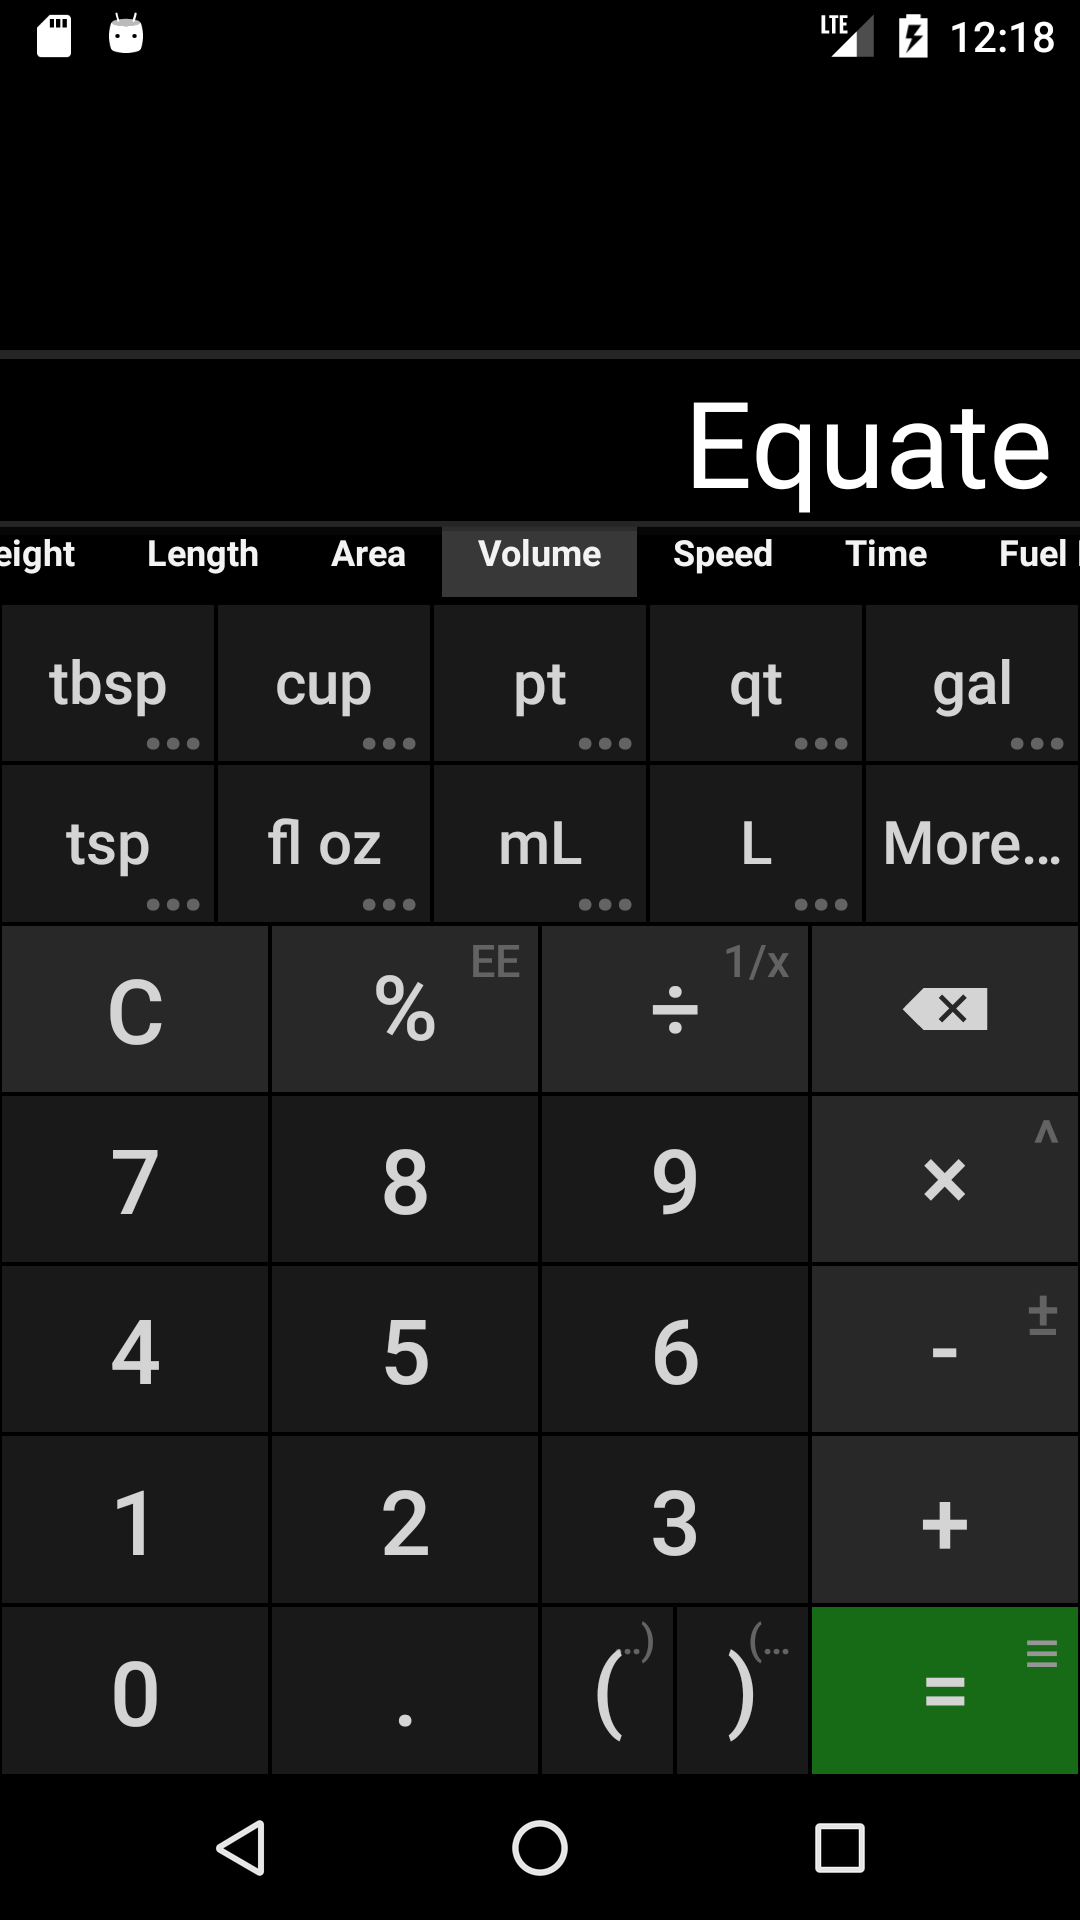 LTE 12:18
Equate
eight Length Area Volume Speed Time Fuel
tbsp cup pt qt gal
tsp fl oz mL L More...
C % EE ÷ 1/x
7 8 9 × ^
4 5 6 - ±
1 2 3 +
0 . ( ..) ) (... =